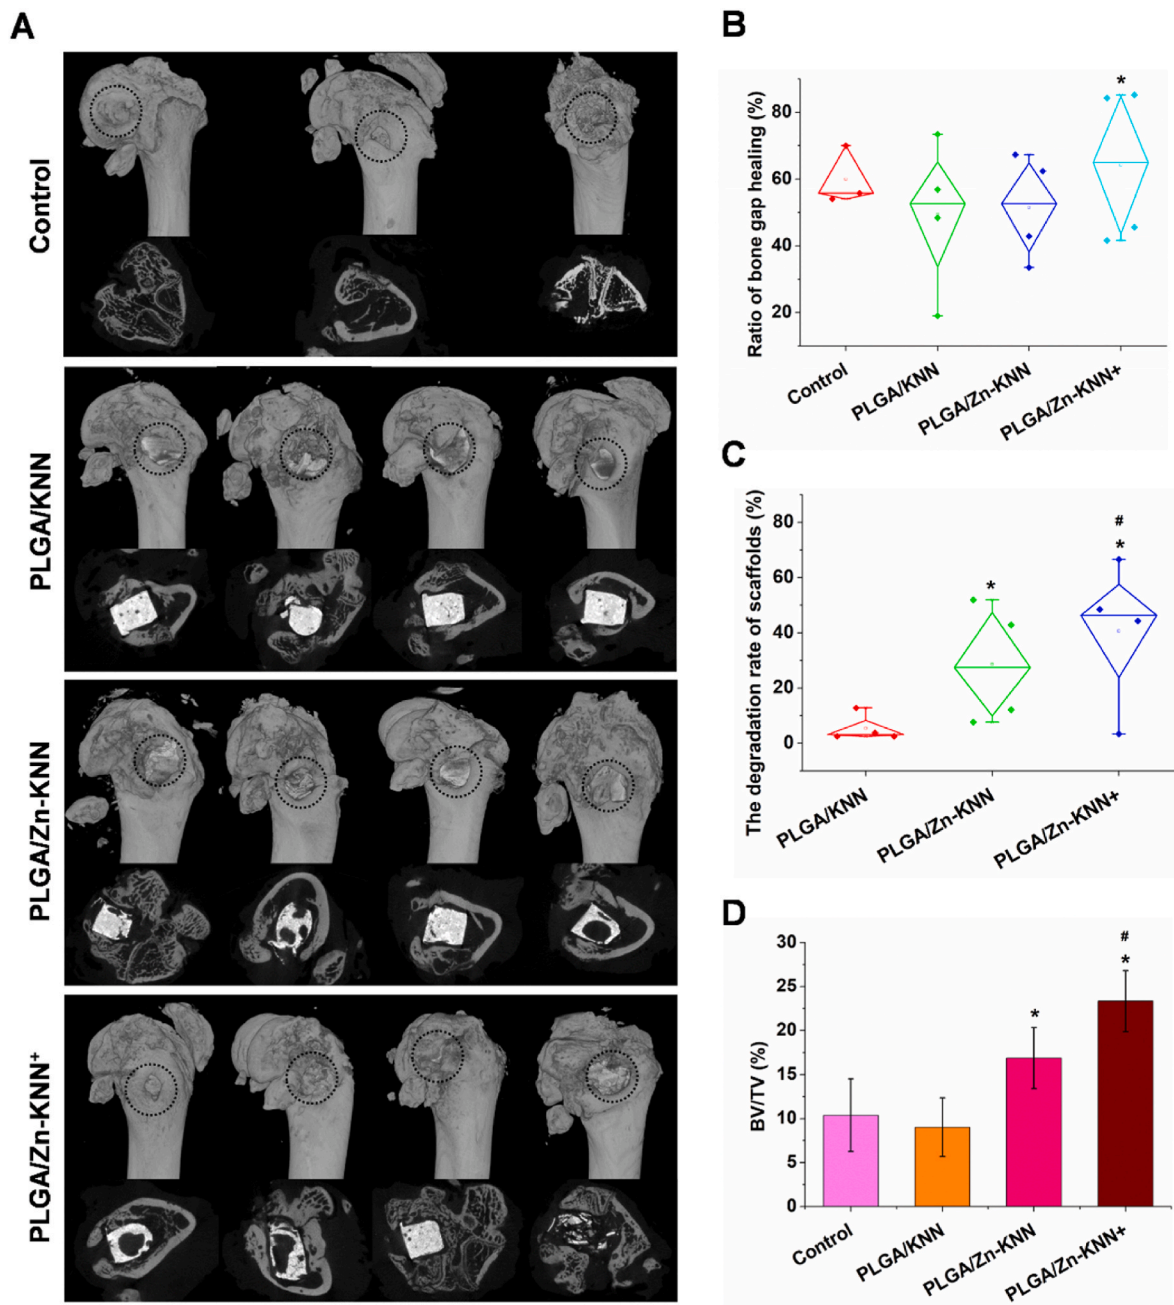 A
Control
PLGA/KNN
PLGA/Zn-KNN
PLGA/Zn-KNN⁺
B
Ratio of bone gap healing (%)
80
60
40
20
*
Control
PLGA/KNN
PLGA/Zn-KNN
PLGA/Zn-KNN+
C
The degradation rate of scaffolds (%)
80
60
40
20
0
*
#
*
PLGA/KNN
PLGA/Zn-KNN
PLGA/Zn-KNN+
D
BV/TV (%)
30
25
20
15
10
5
0
*
#
*
Control
PLGA/KNN
PLGA/Zn-KNN
PLGA/Zn-KNN+